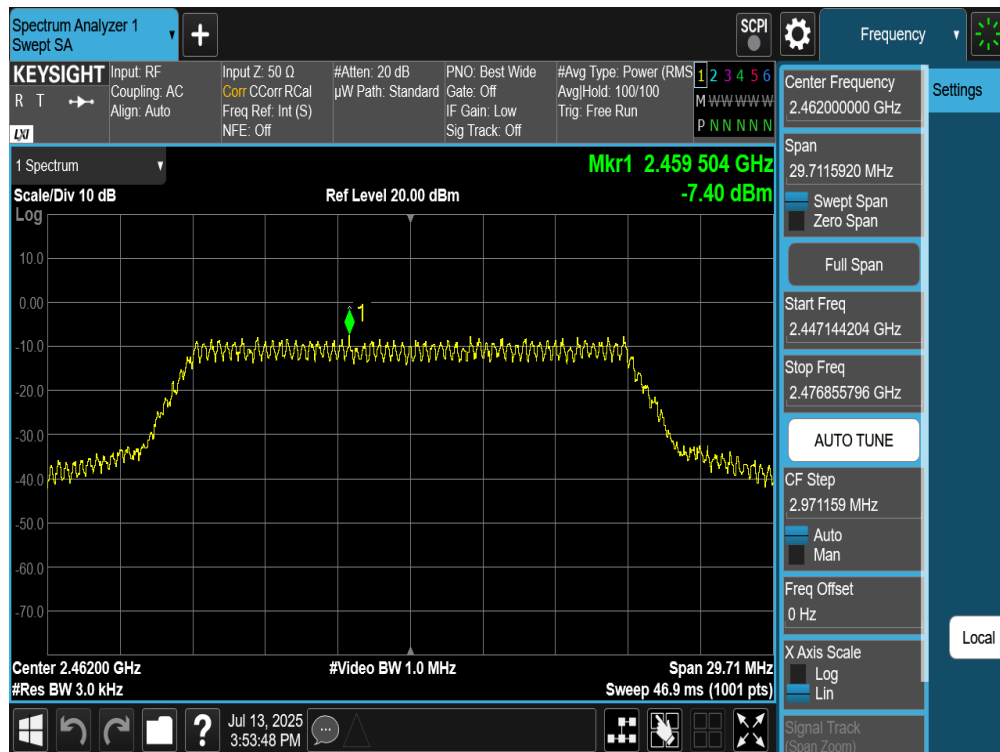 Spectrum Analyzer 1
Swept SA
SCPI
Frequency
KEYSIGHT
R T
LXI
Input: RF
Coupling: AC
Align: Auto
Input Z: 50 Ω
Corr CCorr RCal
Freq Ref: Int (S)
NFE: Off
#Atten: 20 dB
µW Path: Standard
PNO: Best Wide
Gate: Off
IF Gain: Low
Sig Track: Off
#Avg Type: Power (RMS
Avg|Hold: 100/100
Trig: Free Run
1 2 3 4 5 6
M W W W W W
P N N N N N
1 Spectrum
Mkr1 2.459 504 GHz
-7.40 dBm
Scale/Div 10 dB
Ref Level 20.00 dBm
Log
10.0
0.00
-10.0
-20.0
-30.0
-40.0
-50.0
-60.0
-70.0
1
Center 2.46200 GHz
#Video BW 1.0 MHz
Span 29.71 MHz
#Res BW 3.0 kHz
Sweep 46.9 ms (1001 pts)
Jul 13, 2025
3:53:48 PM
Center Frequency
2.462000000 GHz
Span
29.7115920 MHz
Swept Span
Zero Span
Full Span
Start Freq
2.447144204 GHz
Stop Freq
2.476855796 GHz
AUTO TUNE
CF Step
2.971159 MHz
Auto
Man
Freq Offset
0 Hz
X Axis Scale
Log
Lin
Signal Track
(Span Zoom)
Settings
Local